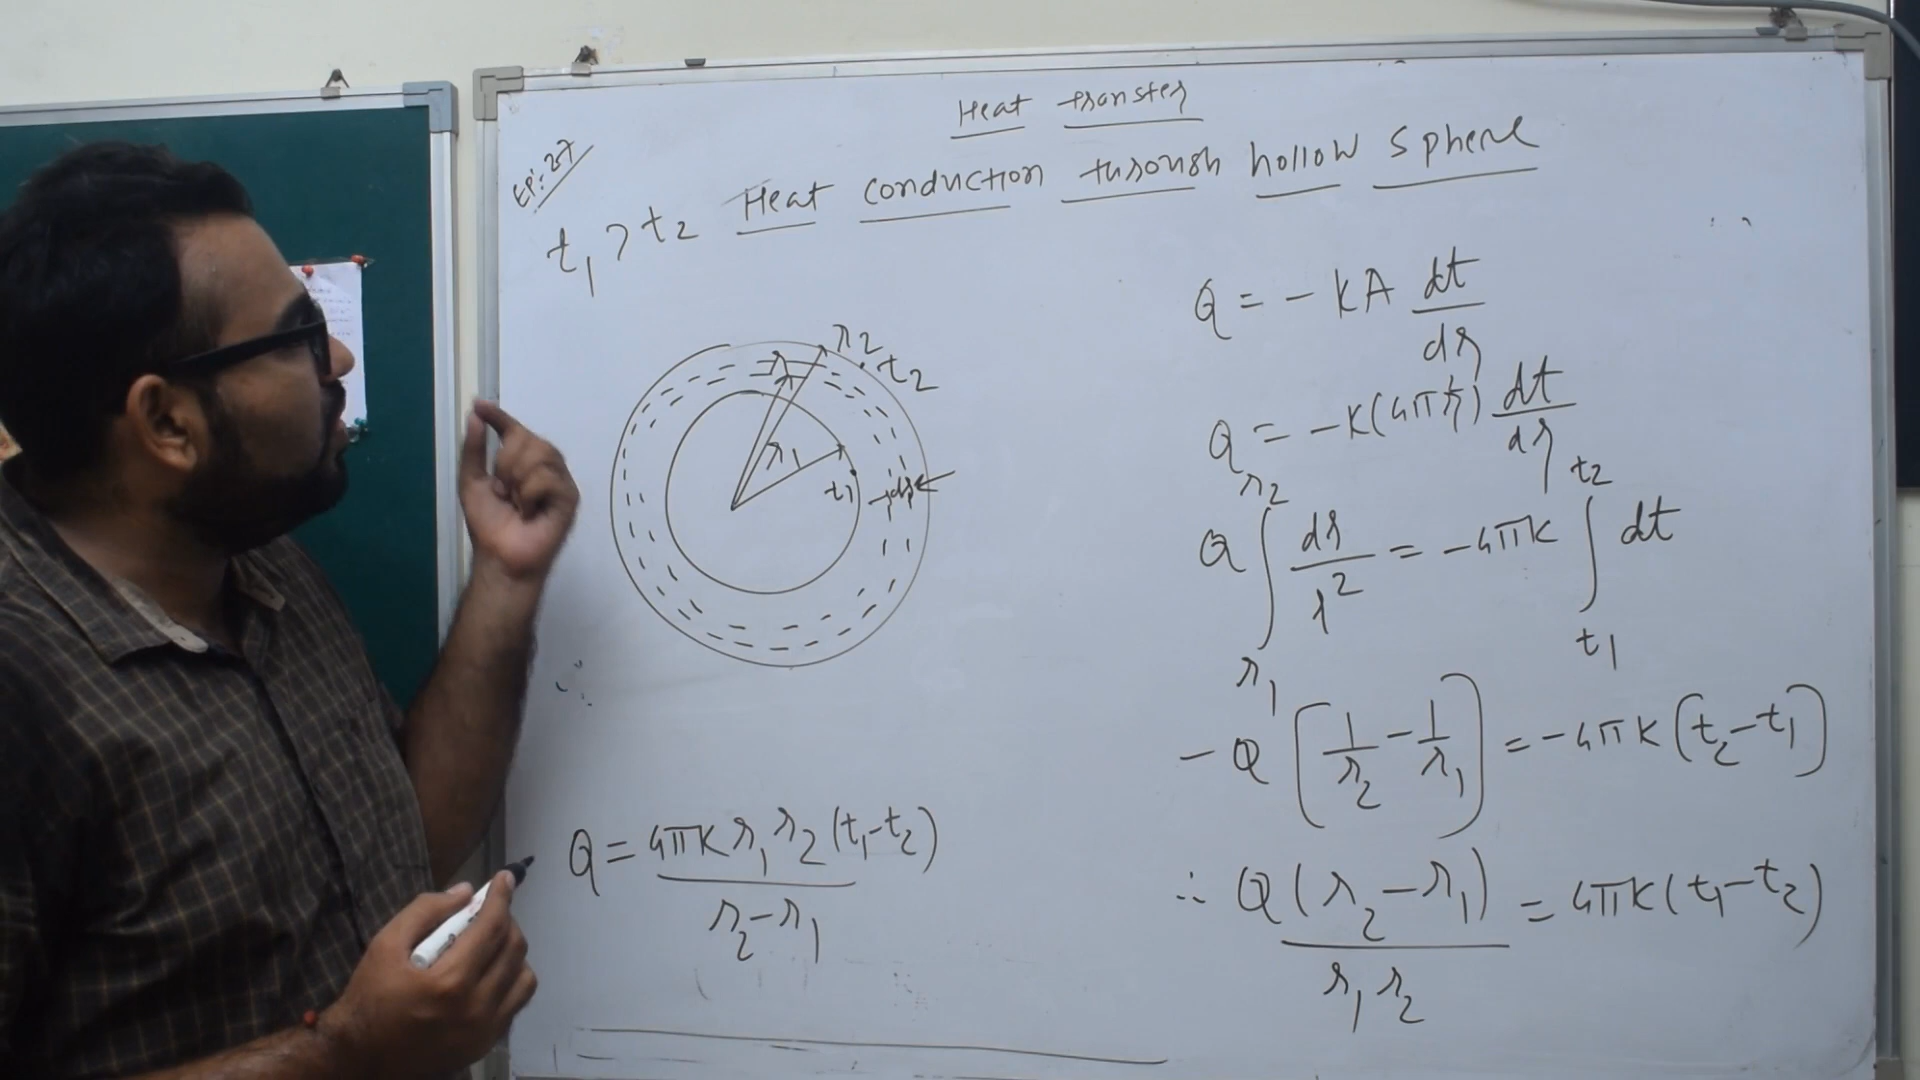 Heat transfer
EP:27
Heat conduction through hollow sphere
t₁ > t₂
r₂
r
t₂
r₁
t₁
dr
Q = -KA dt/dr
Q = -K(4πr²) dt/dr
Q ∫_{r₁}^{r₂} dr/r² = -4πK ∫_{t₁}^{t₂} dt
-Q [1/r₂ - 1/r₁] = -4πK (t₂-t₁)
∴ Q(r₂-r₁)/r₁r₂ = 4πK(t₁-t₂)
Q = 4πK r₁ r₂ (t₁-t₂)/r₂-r₁